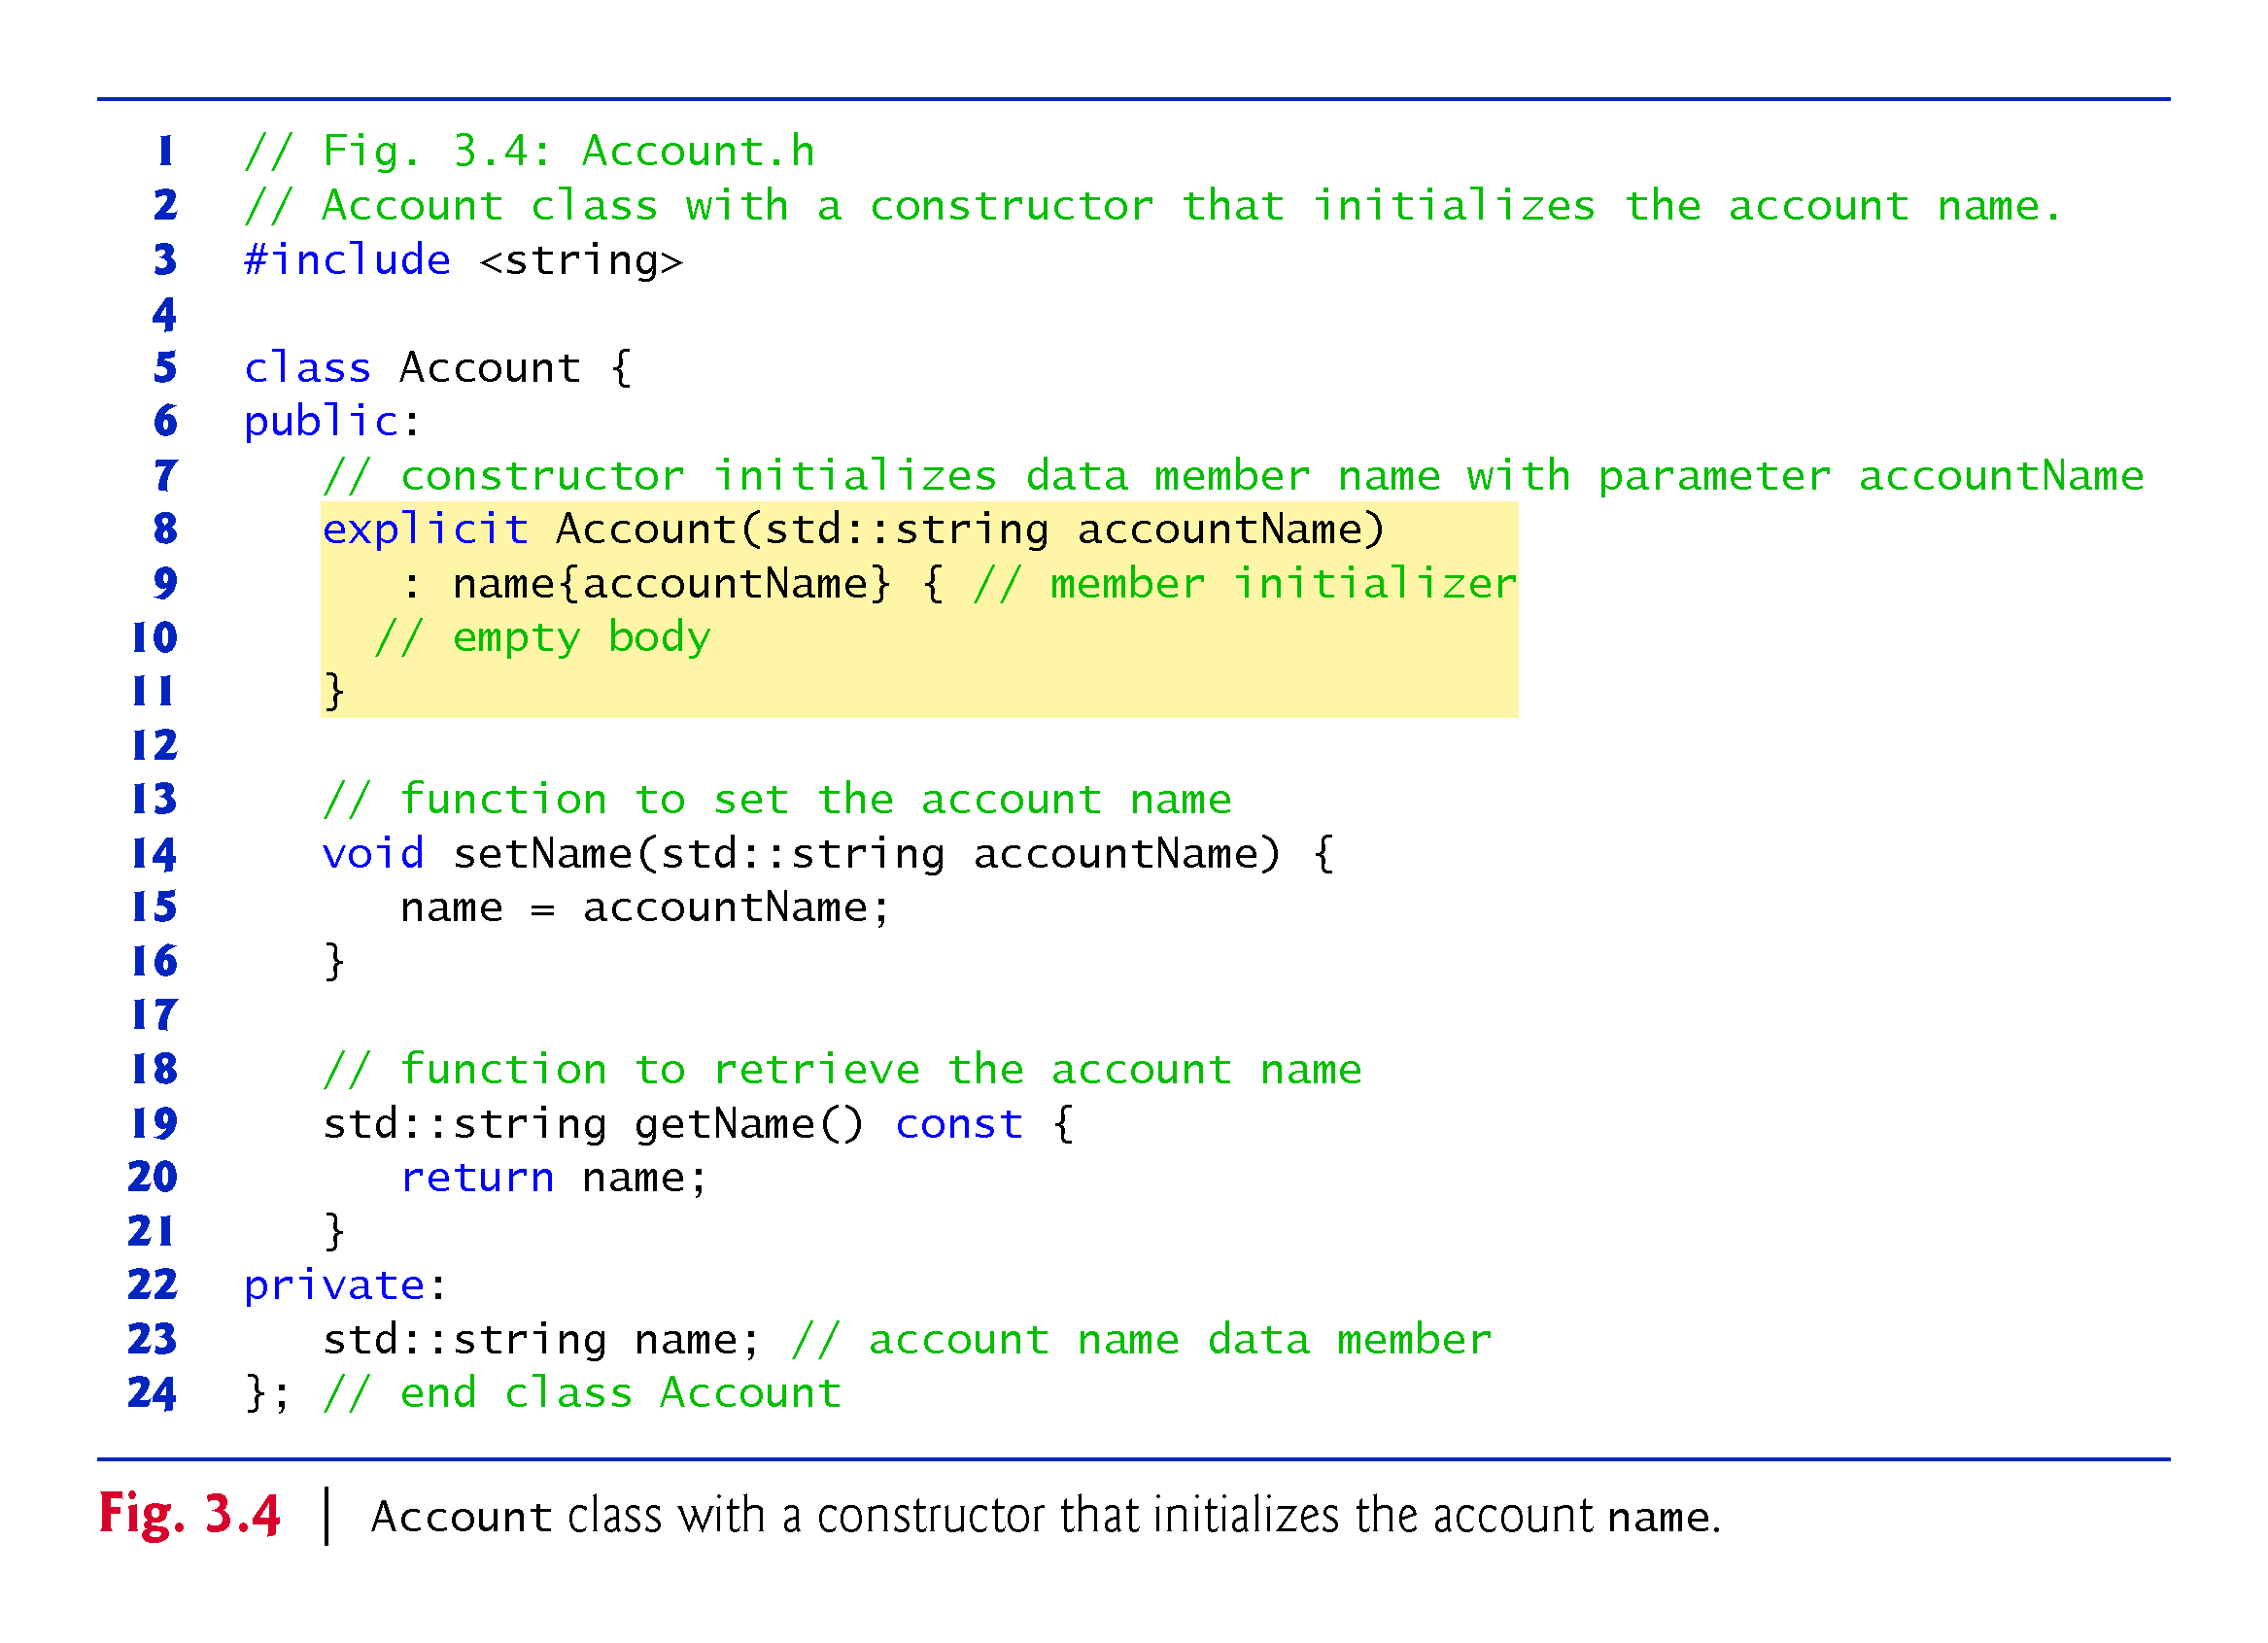 1 // Fig. 3.4: Account.h
2 // Account class with a constructor that initializes the account name.
3 #include <string>
4
5 class Account {
6 public:
7    // constructor initializes data member name with parameter accountName
8    explicit Account(std::string accountName)
9       : name{accountName} { // member initializer
10      // empty body
11    }
12
13    // function to set the account name
14    void setName(std::string accountName) {
15       name = accountName;
16    }
17
18    // function to retrieve the account name
19    std::string getName() const {
20       return name;
21    }
22 private:
23    std::string name; // account name data member
24 }; // end class Account
Fig. 3.4 | Account class with a constructor that initializes the account name.